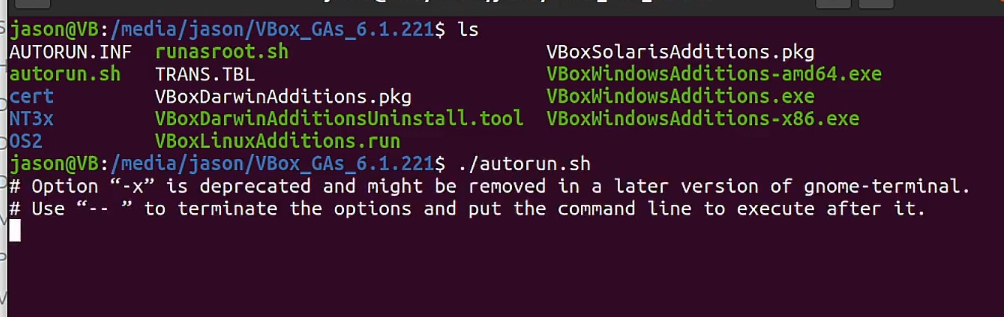 jason@VB:/media/jason/VBox_GAs_6.1.221$ ls
AUTORUN.INF runasroot.sh VBoxSolarisAdditions.pkg
autorun.sh TRANS.TBL VBoxWindowsAdditions-amd64.exe
cert VBoxDarwinAdditions.pkg VBoxWindowsAdditions.exe
NT3x VBoxDarwinAdditionsUninstall.tool VBoxWindowsAdditions-x86.exe
OS2 VBoxLinuxAdditions.run
jason@VB:/media/jason/VBox_GAs_6.1.221$ ./autorun.sh
# Option “-x” is deprecated and might be removed in a later version of gnome-terminal.
# Use “-- ” to terminate the options and put the command line to execute after it.